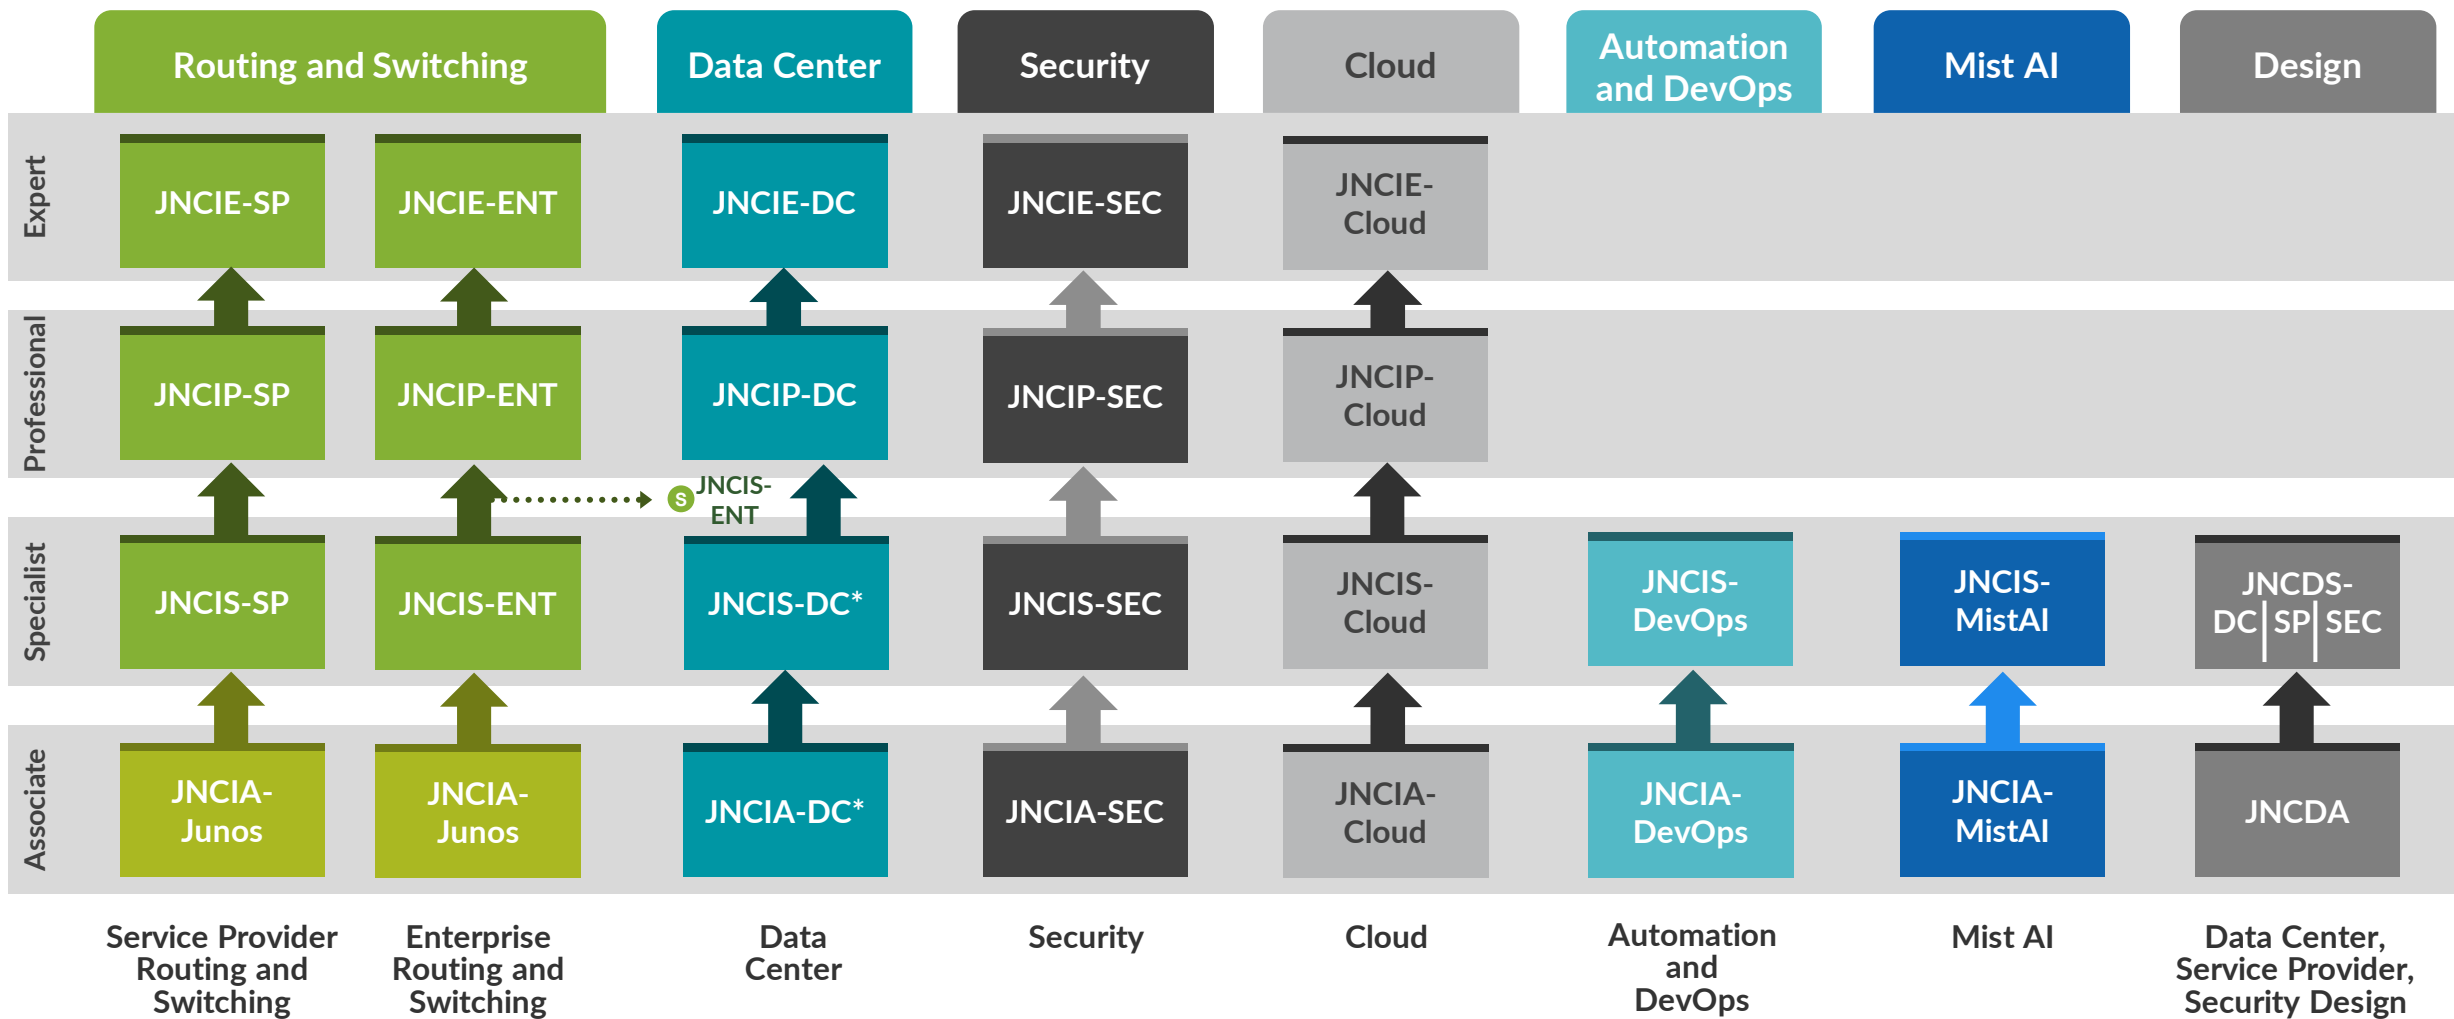 Routing and Switching
Data Center
Security
Cloud
Automation
and DevOps
Mist AI
Design
Expert
JNCIE-SP
JNCIE-ENT
JNCIE-DC
JNCIE-SEC
JNCIE-
Cloud
Professional
JNCIP-SP
JNCIP-ENT
JNCIP-DC
JNCIP-SEC
JNCIP-
Cloud
S
JNCIS-
ENT
Specialist
JNCIS-SP
JNCIS-ENT
JNCIS-DC*
JNCIS-SEC
JNCIS-
Cloud
JNCIS-
DevOps
JNCIS-
MistAI
JNCDS-
DC SP SEC
Associate
JNCIA-
Junos
JNCIA-
Junos
JNCIA-DC*
JNCIA-SEC
JNCIA-
Cloud
JNCIA-
DevOps
JNCIA-
MistAI
JNCDA
Service Provider
Routing and
Switching
Enterprise
Routing and
Switching
Data
Center
Security
Cloud
Automation
and
DevOps
Mist AI
Data Center,
Service Provider,
Security Design